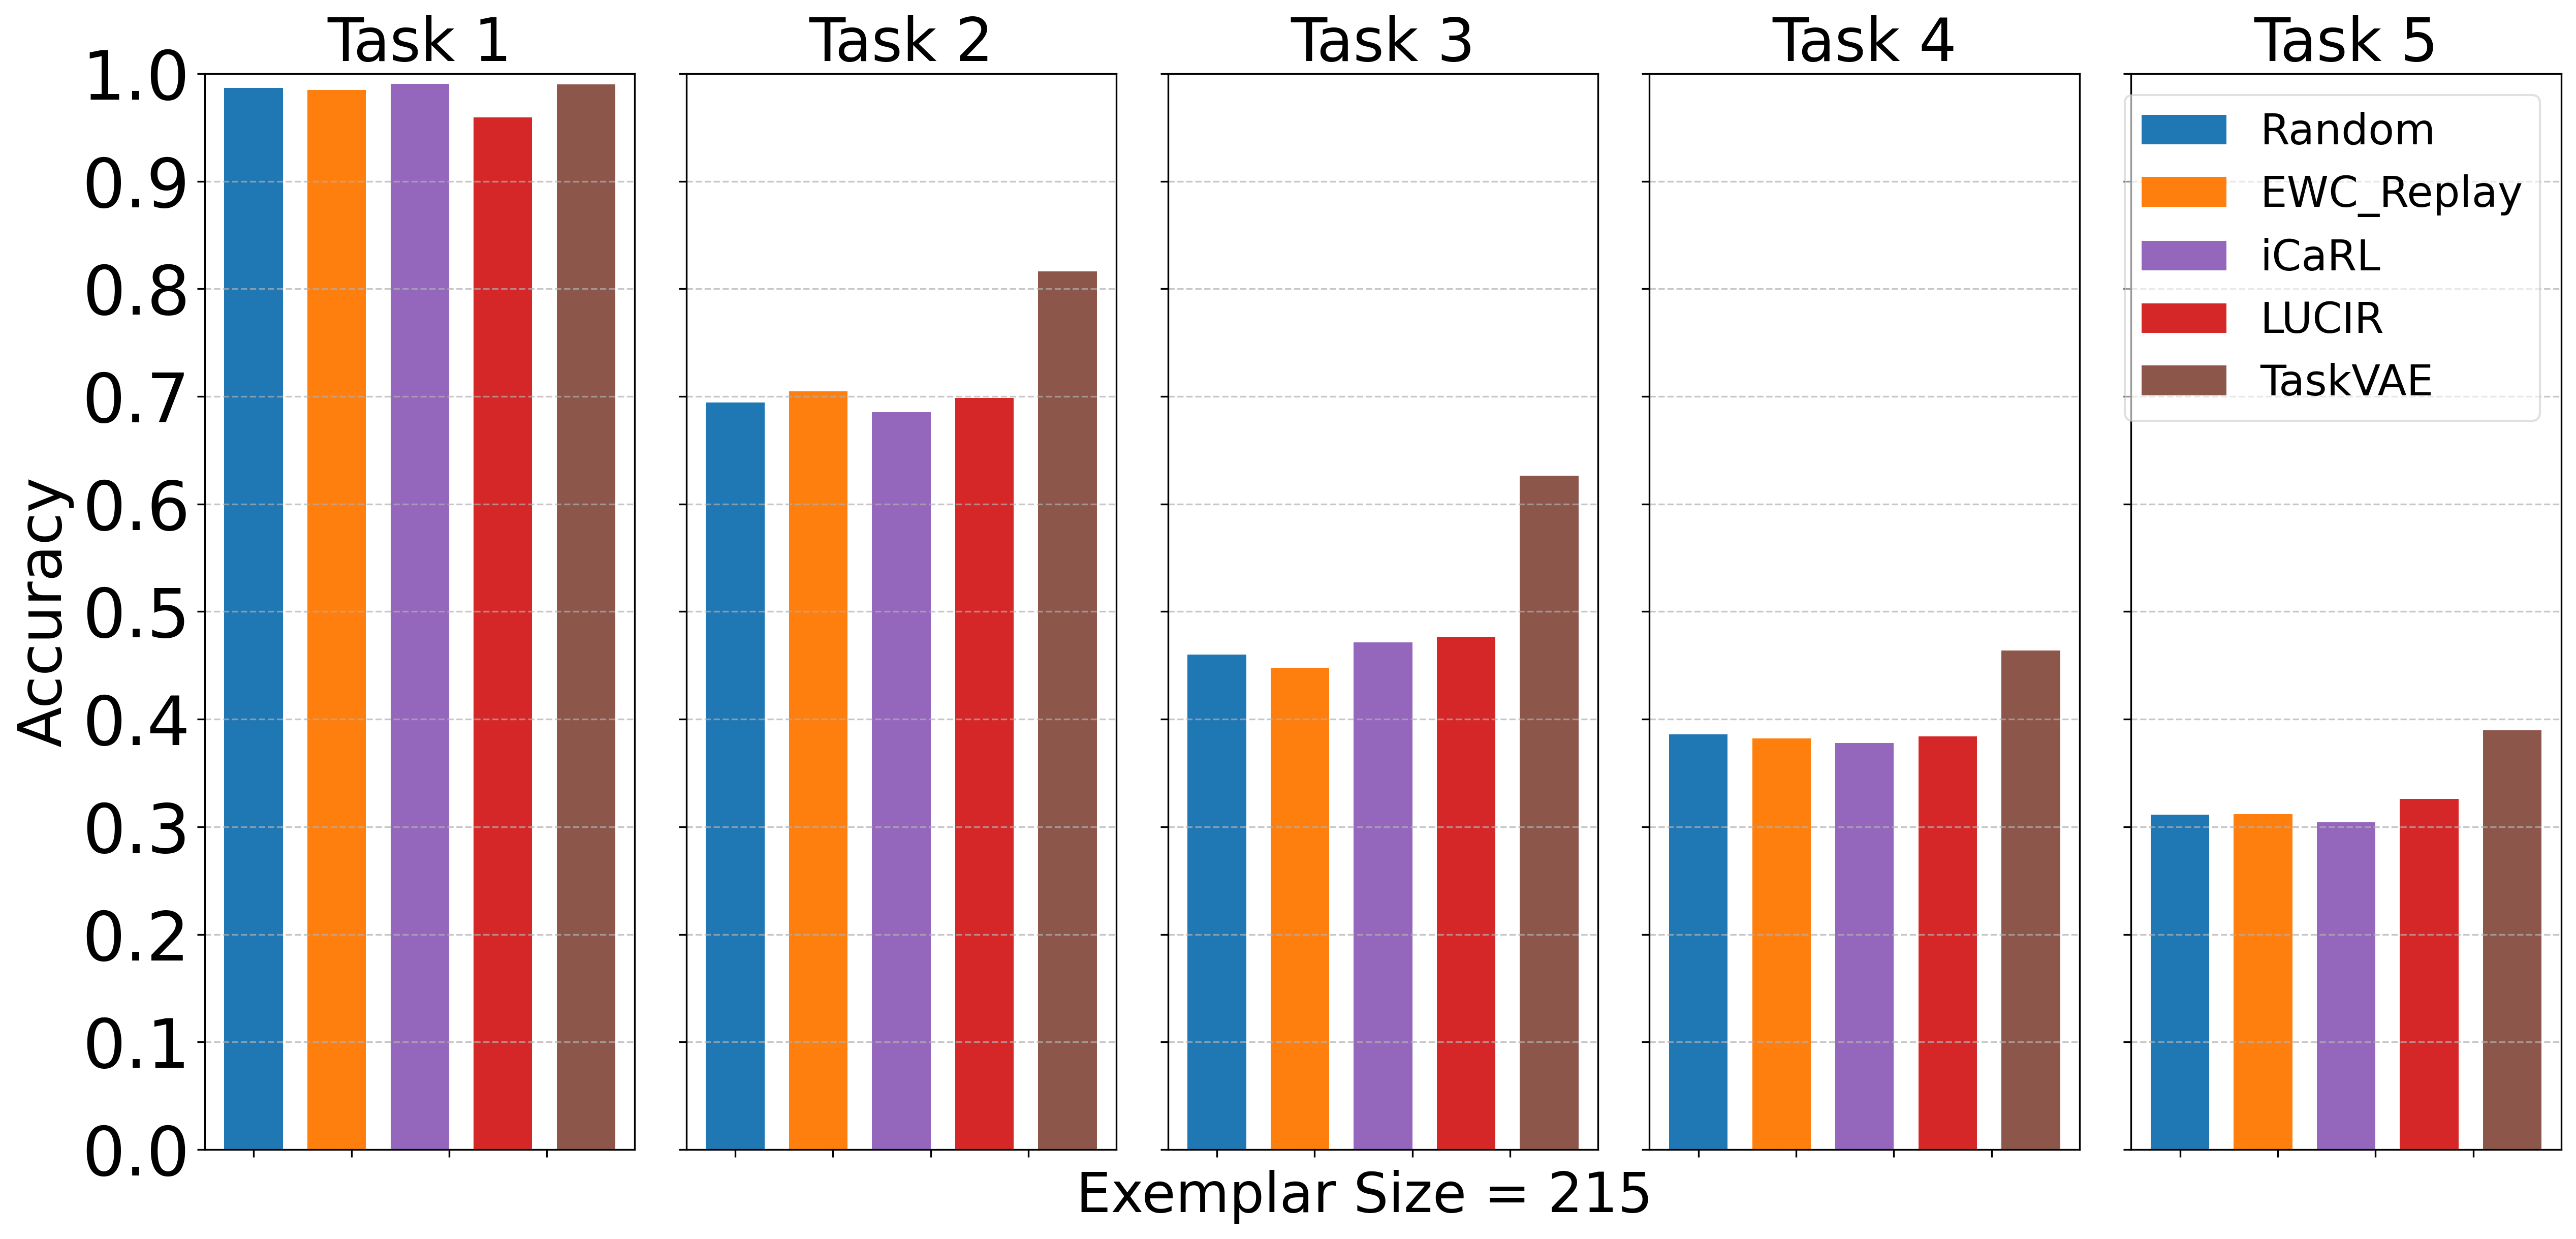 Task 1
Task 2
Task 3
Task 4
Task 5
1.0
0.9
0.8
0.7
0.6
0.5
0.4
0.3
0.2
0.1
0.0
Accuracy
Random
EWC_Replay
iCaRL
LUCIR
TaskVAE
Exemplar Size = 215